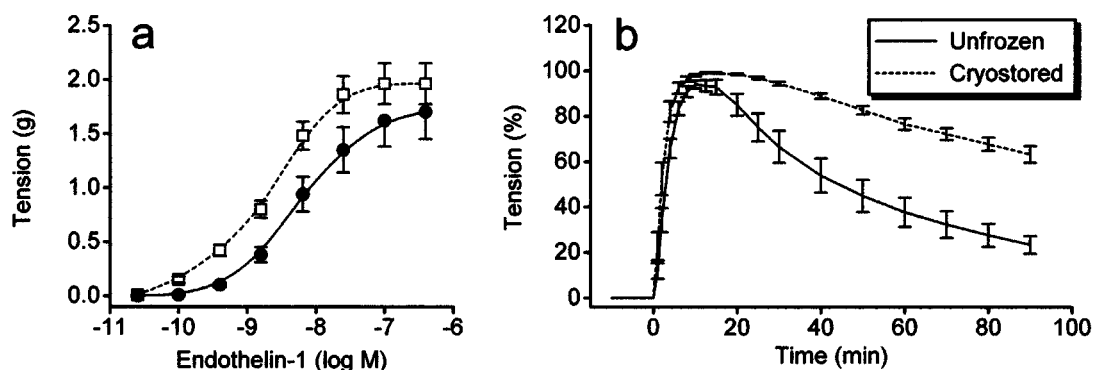 a
2.5
2.0
1.5
1.0
0.5
0.0
Tension (g)
-11 -10 -9 -8 -7 -6
Endothelin-1 (log M)
b
Unfrozen
Cryostored
120
100
80
60
40
20
0
Tension (%)
0 20 40 60 80 100
Time (min)